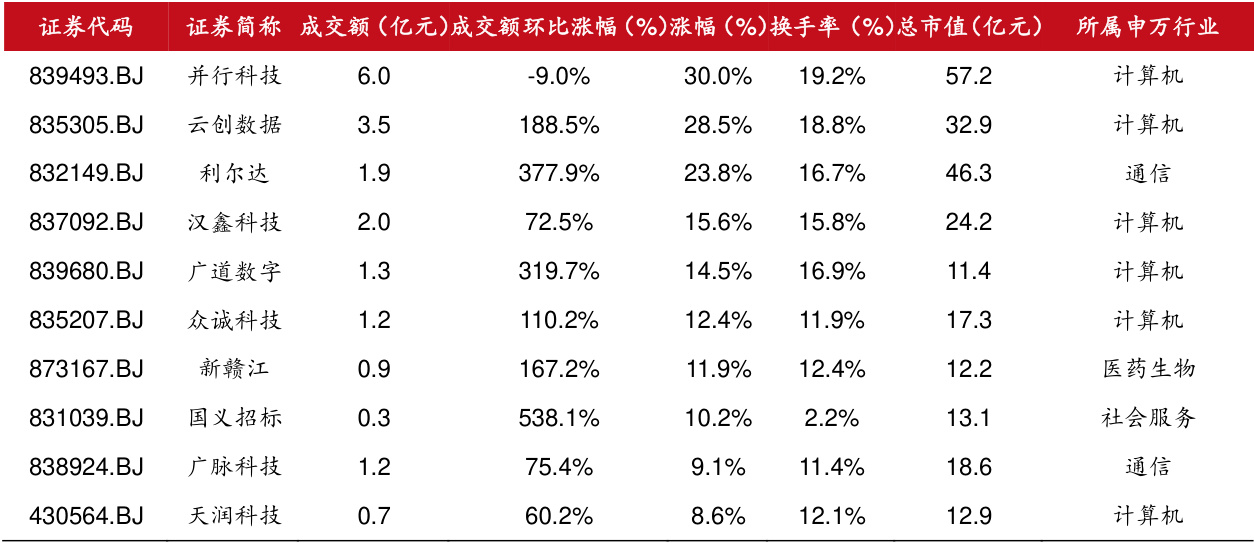 证券代码 证券简称 成交额（亿元） 成交额环比涨幅（%） 涨幅（%） 换手率（%） 总市值（亿元） 所属申万行业
839493.BJ 并行科技 6.0 -9.0% 30.0% 19.2% 57.2 计算机
835305.BJ 云创数据 3.5 188.5% 28.5% 18.8% 32.9 计算机
832149.BJ 利尔达 1.9 377.9% 23.8% 16.7% 46.3 通信
837092.BJ 汉鑫科技 2.0 72.5% 15.6% 15.8% 24.2 计算机
839680.BJ 广道数字 1.3 319.7% 14.5% 16.9% 11.4 计算机
835207.BJ 众诚科技 1.2 110.2% 12.4% 11.9% 17.3 计算机
873167.BJ 新赣江 0.9 167.2% 11.9% 12.4% 12.2 医药生物
831039.BJ 国义招标 0.3 538.1% 10.2% 2.2% 13.1 社会服务
838924.BJ 广脉科技 1.2 75.4% 9.1% 11.4% 18.6 通信
430564.BJ 天润科技 0.7 60.2% 8.6% 12.1% 12.9 计算机